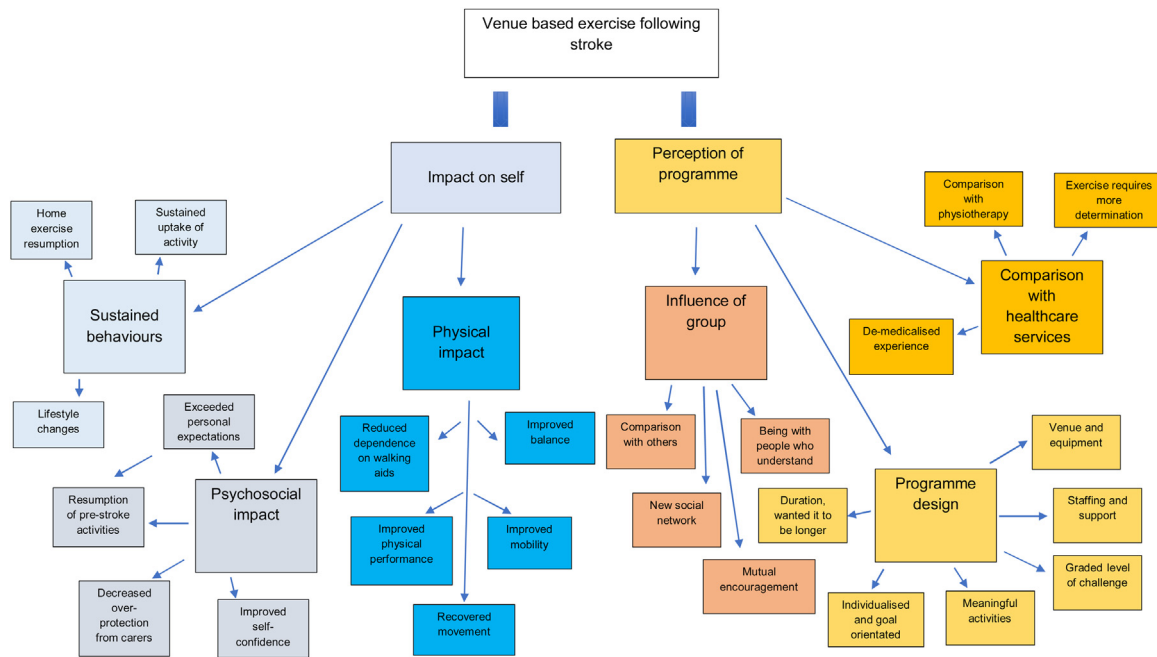 Venue based exercise following
stroke
Impact on self
Perception of
programme
Home
exercise
resumption
Sustained
uptake of
activity
Sustained
behaviours
Lifestyle
changes
Exceeded
personal
expectations
Resumption
of pre-stroke
activities
Psychosocial
impact
Decreased
over-
protection
from carers
Improved
self-
confidence
Physical
impact
Reduced
dependence
on walking
aids
Improved
balance
Improved
physical
performance
Improved
mobility
Recovered
movement
Influence of
group
Comparison
with others
Being with
people who
understand
New social
network
Mutual
encouragement
Comparison
with
physiotherapy
Exercise requires
more
determination
Comparison
with
healthcare
services
De-medicalised
experience
Programme
design
Venue and
equipment
Staffing and
support
Graded level
of challenge
Meaningful
activities
Individualised
and goal
orientated
Duration,
wanted it to
be longer